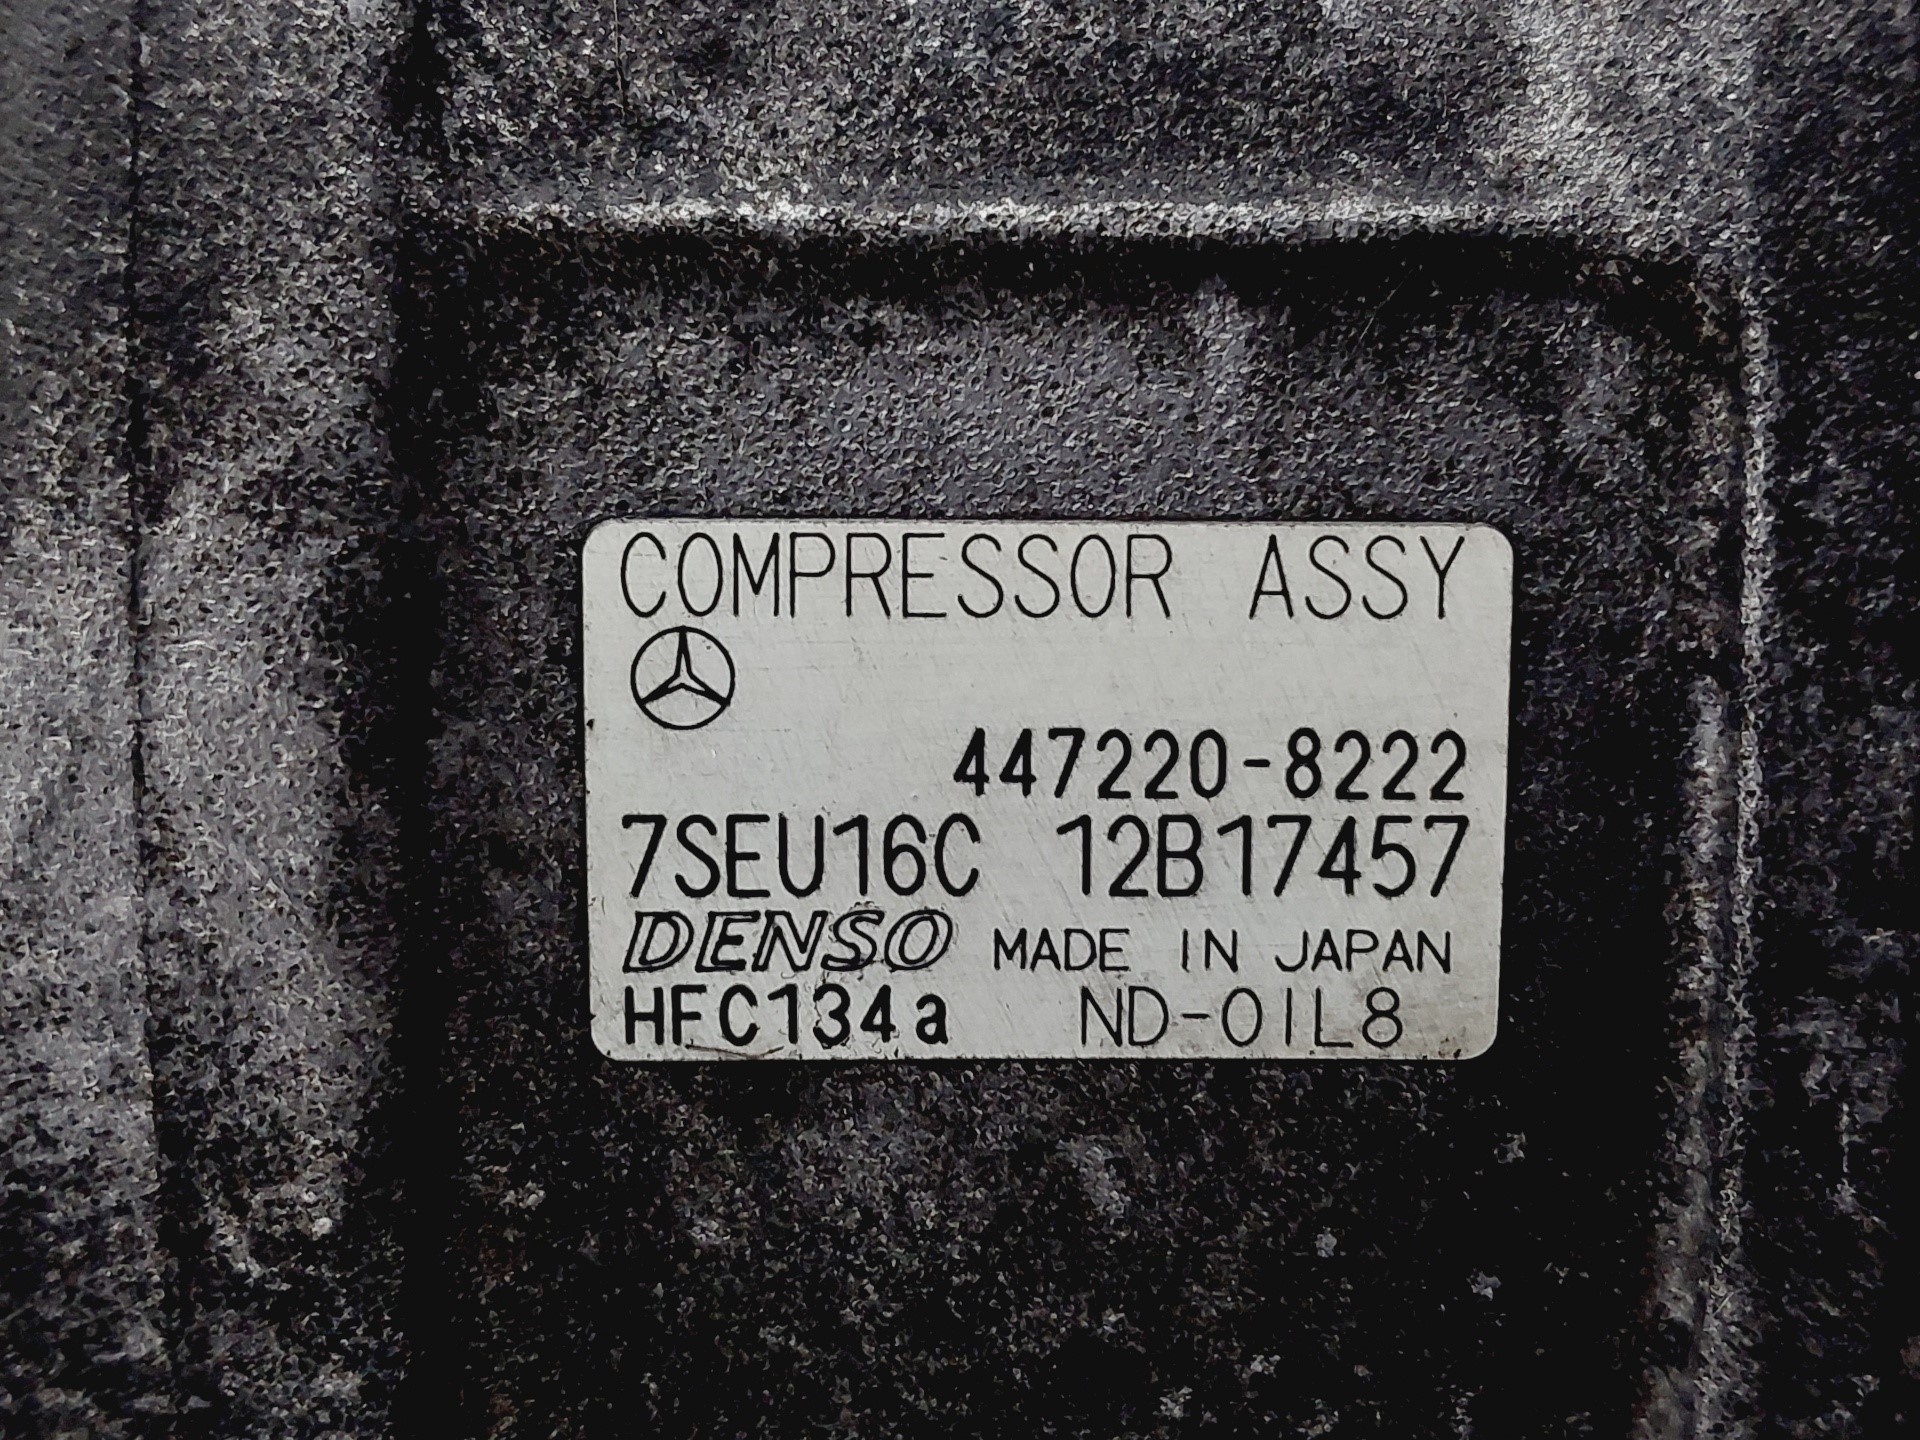 COMPRESSOR ASSY
447220-8222
7SEU16C 12B17457
DENSO MADE IN JAPAN
HFC134a ND-OIL8